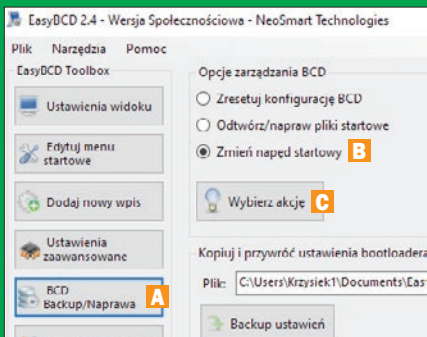 EasyBCD 2.4 - Wersja Społecznościowa - NeoSmart Technologies
Plik Narzędzia Pomoc
EasyBCD Toolbox
Ustawienia widoku
Edytuj menu
startowe
Dodaj nowy wpis
Ustawienia
zaawansowane
BCD
Backup/Naprawa
A
Opcje zarządzania BCD
Zresetuj konfigurację BCD
Odtwórz/napraw pliki startowe
Zmień napęd startowy B
Wybierz akcję C
Kopiuj i przywróć ustawienia bootloadera
Plik: C:\Users\Krzysiek1\Documents\Eas
Backup ustawień